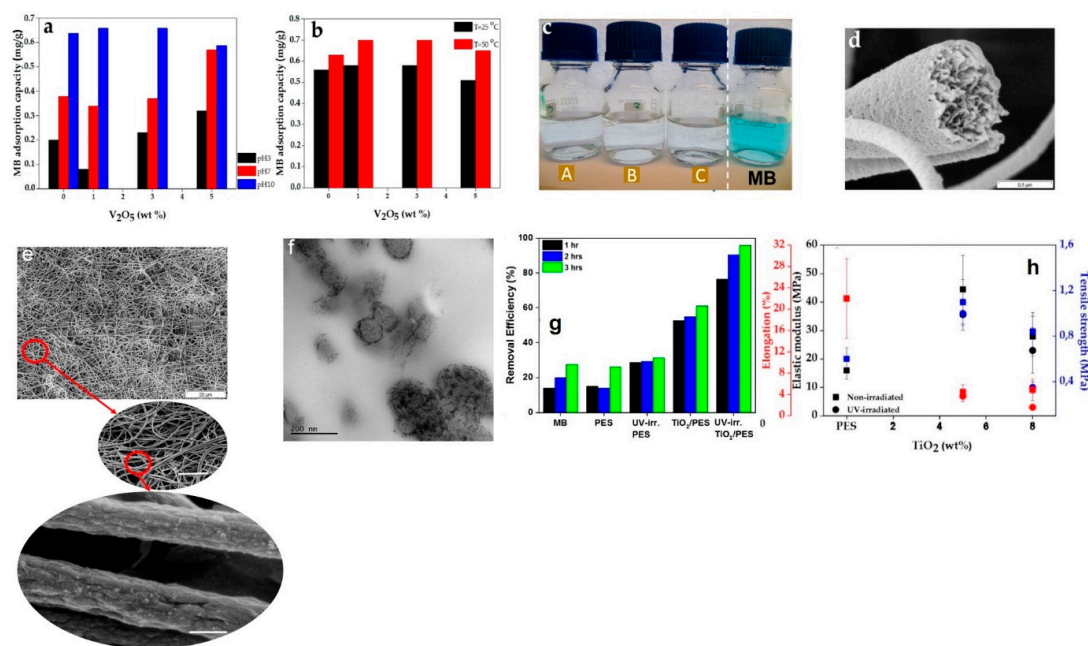 a
MB adsorption capacity (mg/g)
0.7
0.6
0.5
0.4
0.3
0.2
0.1
0.0
0 1 2 3 4 5
V2O5 (wt %)
pH3
pH7
pH10
b
MB adsorption capacity (mg/g)
0.7
0.6
0.5
0.4
0.3
0.2
0.1
0.0
0 1 2 3 4 5
V2O5 (wt %)
T=25 °C
T=50 °C
c
A B C MB
d
0,5 µm
e
20 µm
f
200 nm
g
Removal Efficiency (%)
100
80
60
40
20
0
1 hr
2 hrs
3 hrs
MB PES UV-irr. PES TiO2/PES UV-irr. TiO2/PES
h
Elongation (%)
32
28
24
20
16
12
8
4
0
Elastic modulus (MPa)
60
50
40
30
20
10
0
Tensile strength (MPa)
1,6
1,2
0,8
0,4
Non-irradiated
UV-irradiated
PES 2 4 6 8
TiO2 (wt%)